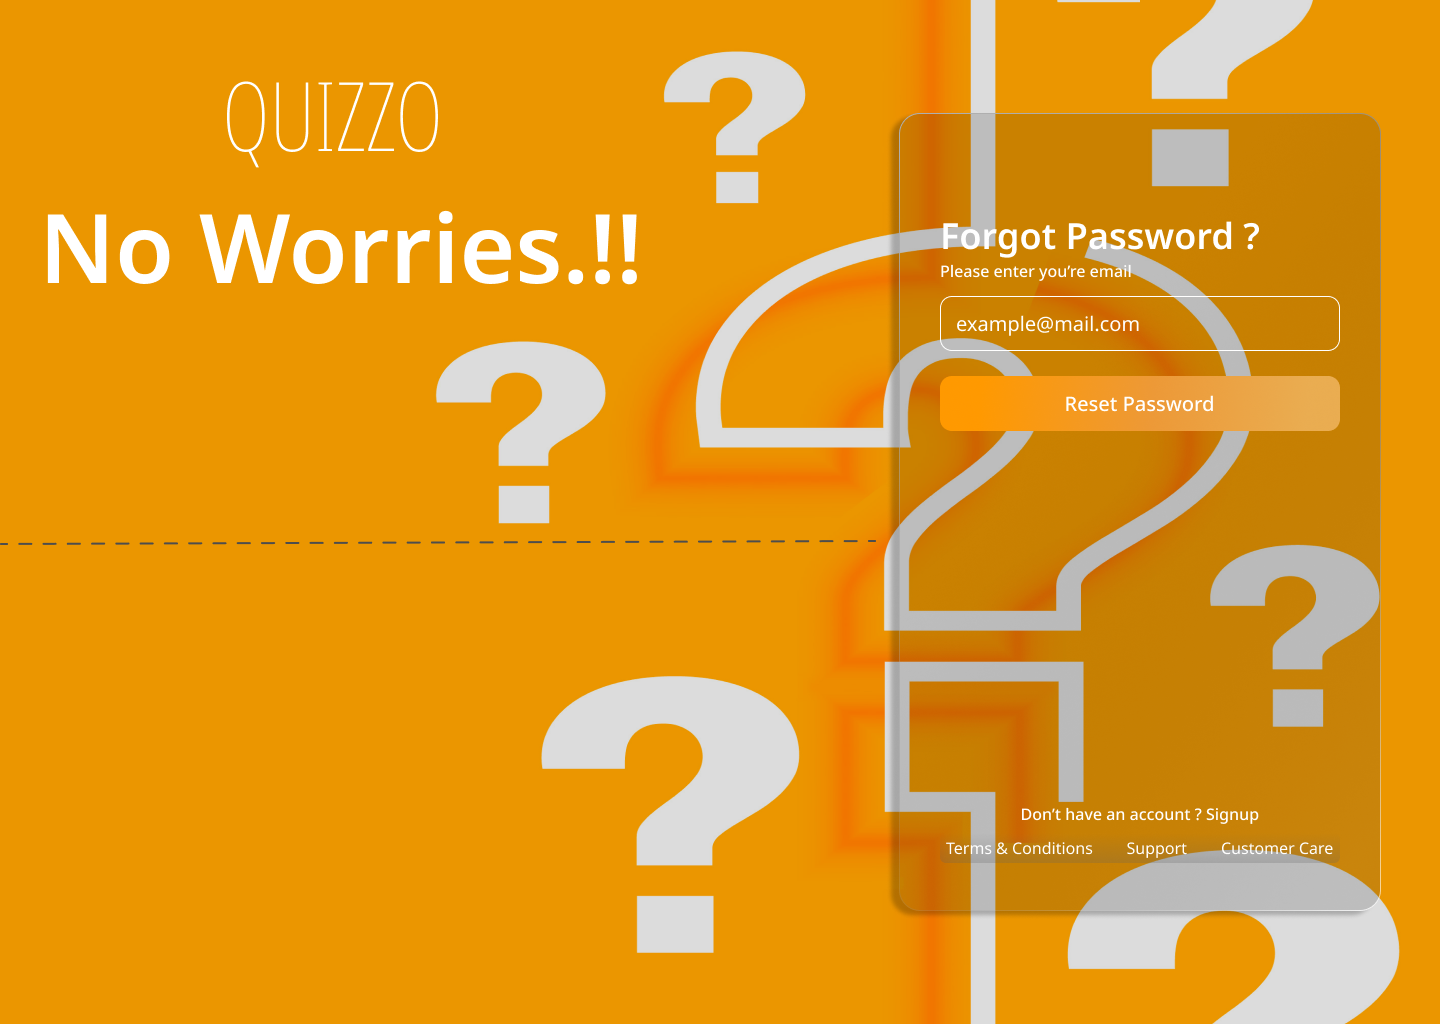 QUIZZO
No Worries.!!
Forgot Password ?
Please enter you’re email
example@mail.com
Reset Password
Don’t have an account ? Signup
Terms & Conditions Support Customer Care